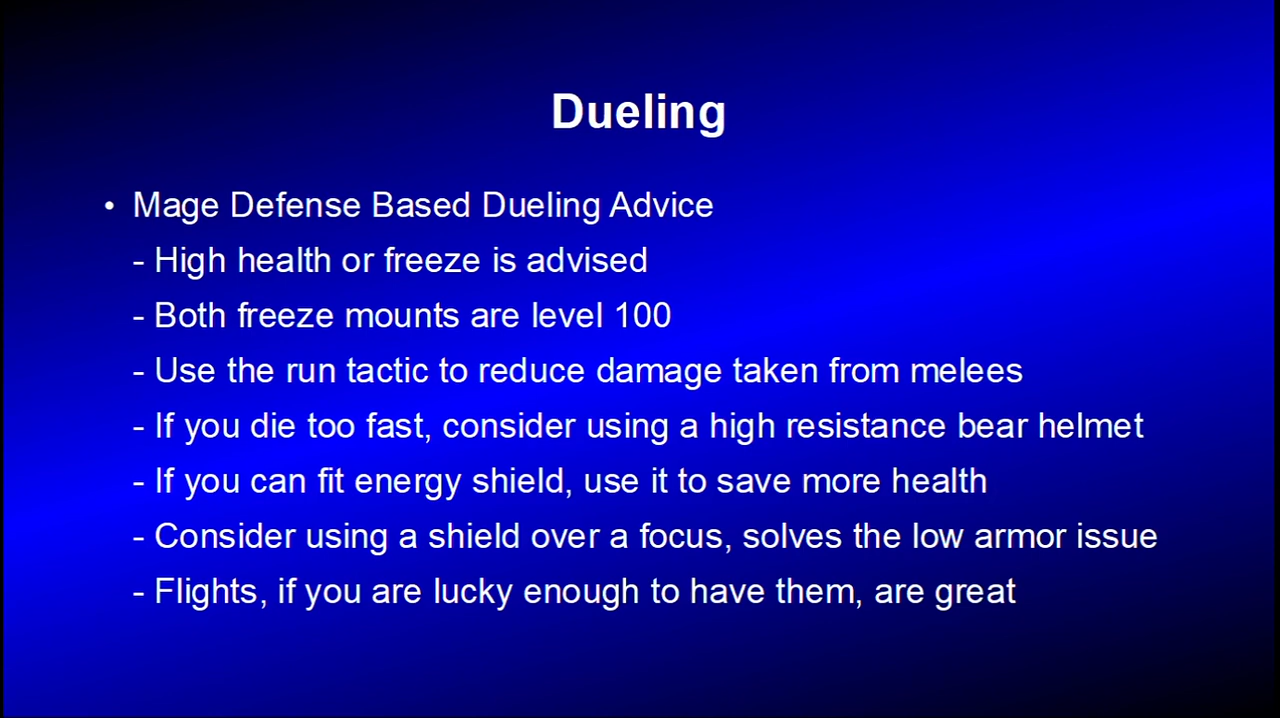 Dueling
• Mage Defense Based Dueling Advice
- High health or freeze is advised
- Both freeze mounts are level 100
- Use the run tactic to reduce damage taken from melees
- If you die too fast, consider using a high resistance bear helmet
- If you can fit energy shield, use it to save more health
- Consider using a shield over a focus, solves the low armor issue
- Flights, if you are lucky enough to have them, are great